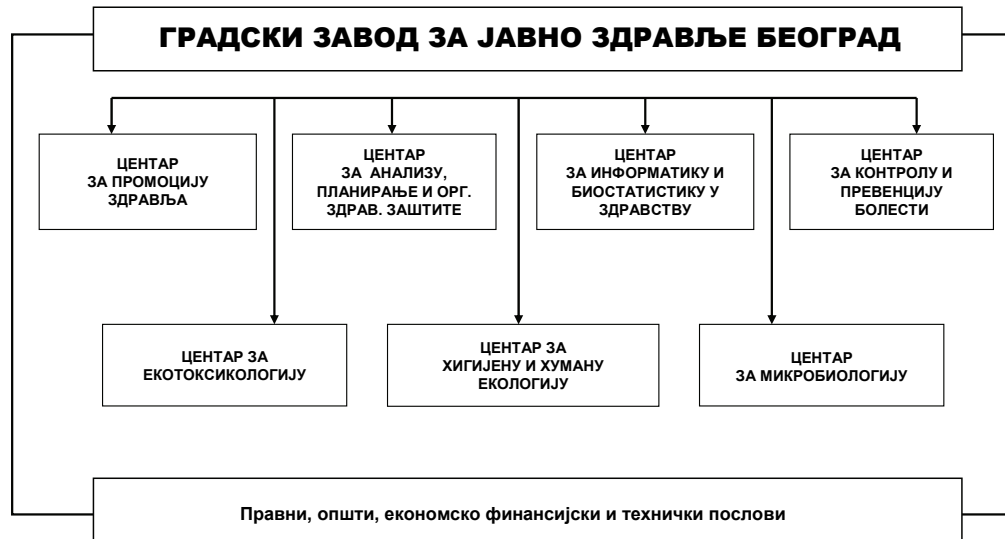 ГРАДСКИ ЗАВОД ЗА ЈАВНО ЗДРАВЉЕ БЕОГРАД
ЦЕНТАР
ЗА ПРОМОЦИЈУ
ЗДРАВЉА
ЦЕНТАР
ЗА АНАЛИЗУ,
ПЛАНИРАЊЕ И ОРГ.
ЗДРАВ. ЗАШТИТЕ
ЦЕНТАР
ЗА ИНФОРМАТИКУ И
БИОСТАТИСТИКУ У
ЗДРАВСТВУ
ЦЕНТАР
ЗА КОНТРОЛУ И
ПРЕВЕНЦИЈУ
БОЛЕСТИ
ЦЕНТАР ЗА
ЕКОТОКСИКОЛОГИЈУ
ЦЕНТАР ЗА
ХИГИЈЕНУ И ХУМАНУ
ЕКОЛОГИЈУ
ЦЕНТАР
ЗА МИКРОБИОЛОГИЈУ
Правни, општи, економско финансијски и технички послови